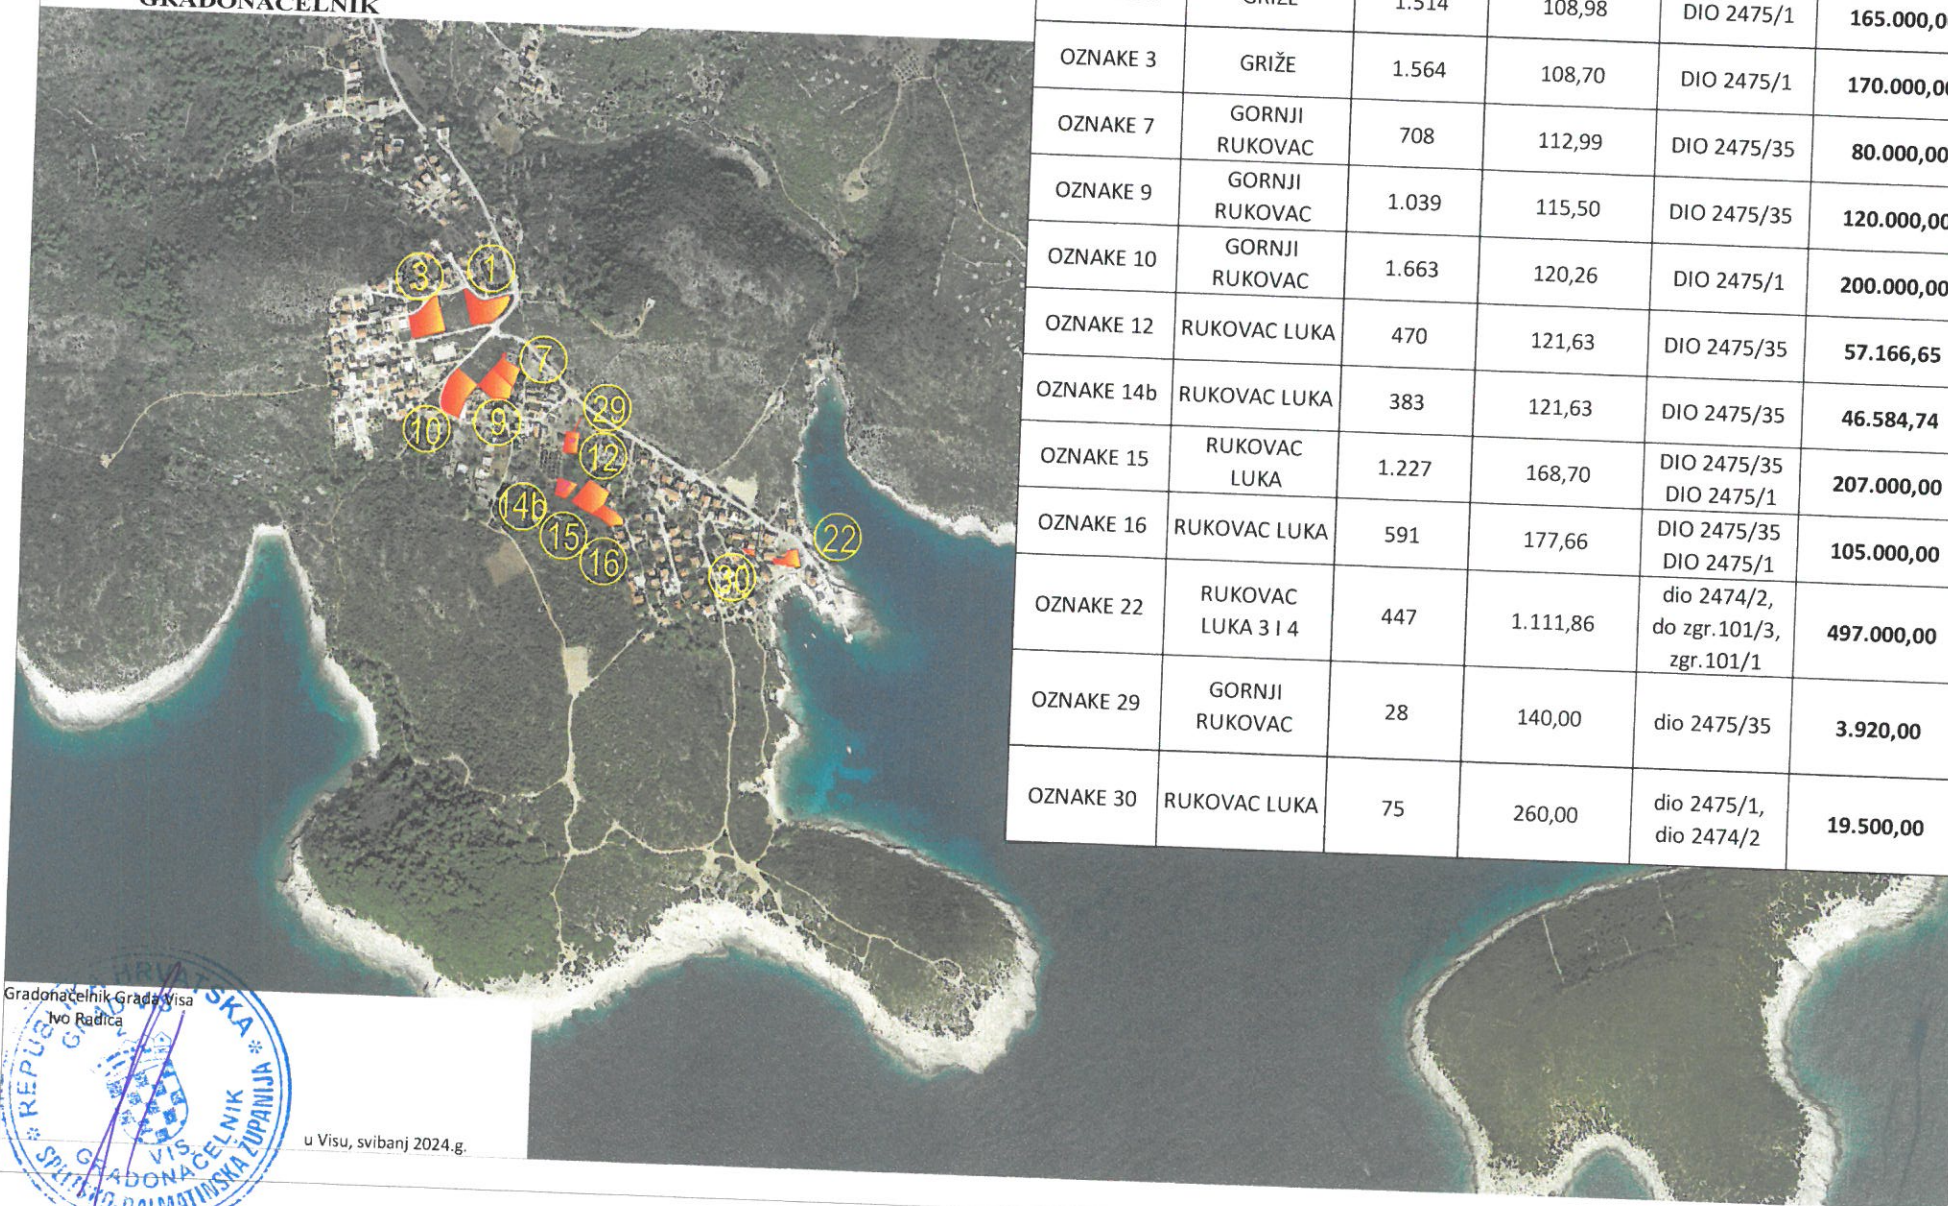 GRADONAČELNIK
GRIŽE 1.514 108,98 DIO 2475/1 165.000,0
OZNAKE 3 GRIŽE 1.564 108,70 DIO 2475/1 170.000,00
OZNAKE 7 GORNJI RUKOVAC 708 112,99 DIO 2475/35 80.000,00
OZNAKE 9 GORNJI RUKOVAC 1.039 115,50 DIO 2475/35 120.000,00
OZNAKE 10 GORNJI RUKOVAC 1.663 120,26 DIO 2475/1 200.000,00
OZNAKE 12 RUKOVAC LUKA 470 121,63 DIO 2475/35 57.166,65
OZNAKE 14b RUKOVAC LUKA 383 121,63 DIO 2475/35 46.584,74
OZNAKE 15 RUKOVAC LUKA 1.227 168,70 DIO 2475/35 DIO 2475/1 207.000,00
OZNAKE 16 RUKOVAC LUKA 591 177,66 DIO 2475/35 DIO 2475/1 105.000,00
OZNAKE 22 RUKOVAC LUKA 3 I 4 447 1.111,86 dio 2474/2, do zgr.101/3, zgr.101/1 497.000,00
OZNAKE 29 GORNJI RUKOVAC 28 140,00 dio 2475/35 3.920,00
OZNAKE 30 RUKOVAC LUKA 75 260,00 dio 2475/1, dio 2474/2 19.500,00
3
1
7
29
10
9
12
14b
15
16
22
30
Gradonačelnik Grada Visa
Ivo Radica
REPUBLIKA HRVATSKA
SPLITSKO-DALMATINSKA ŽUPANIJA
GRAD VIS
GRADONAČELNIK
VIS
u Visu, svibanj 2024.g.